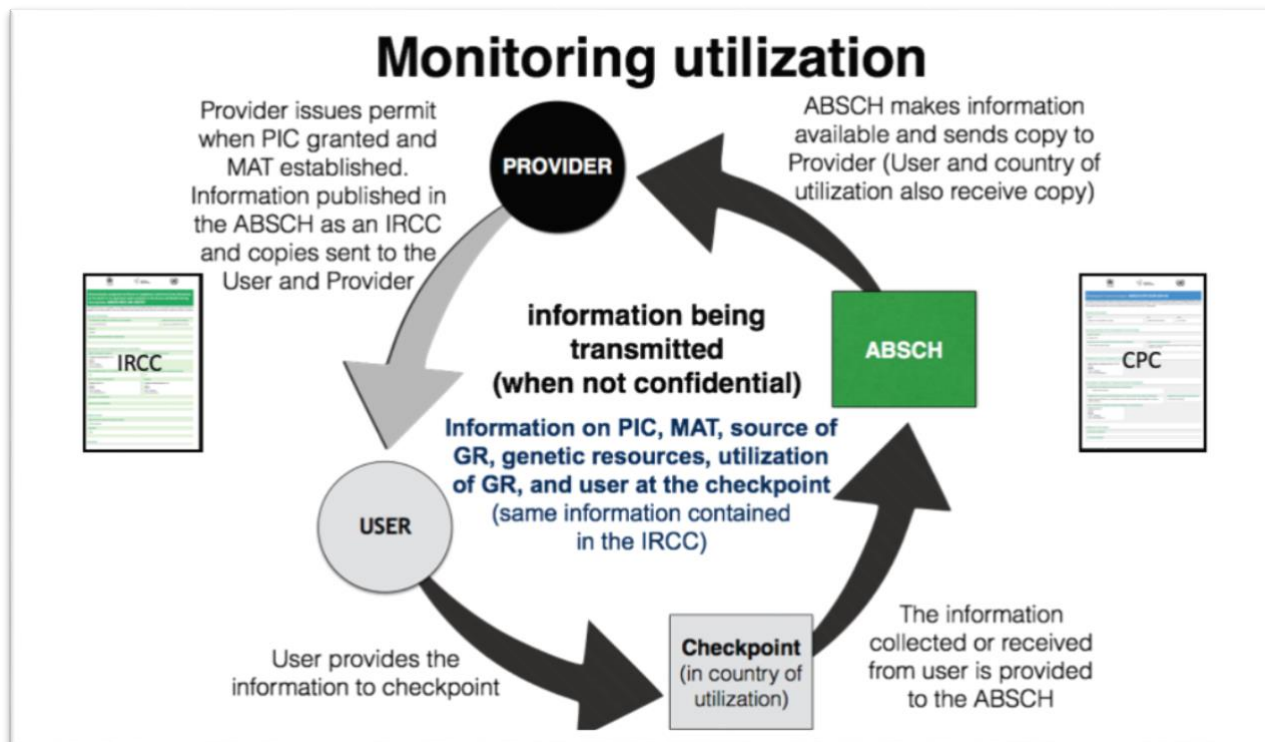 Monitoring utilization
Provider issues permit
when PIC granted and
MAT established.
Information published in
the ABSCH as an IRCC
and copies sent to the
User and Provider
PROVIDER
ABSCH makes information
available and sends copy to
Provider (User and country of
utilization also receive copy)
IRCC
information being
transmitted
(when not confidential)
ABSCH
CPC
Information on PIC, MAT, source of
GR, genetic resources, utilization
of GR, and user at the checkpoint
(same information contained
in the IRCC)
USER
User provides the
information to checkpoint
Checkpoint
(in country of
utilization)
The information
collected or received
from user is provided
to the ABSCH